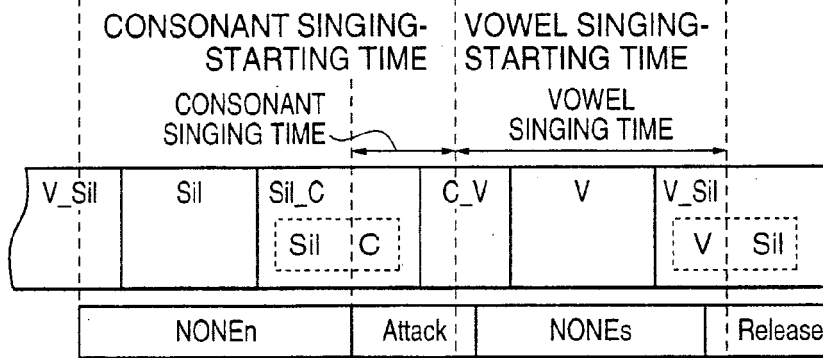 CONSONANT SINGING-
STARTING TIME
VOWEL SINGING-
STARTING TIME
CONSONANT
SINGING TIME
VOWEL
SINGING TIME
V_Sil Sil Sil_C C_V V V_Sil
Sil C V Sil
NONEn Attack NONEs Release